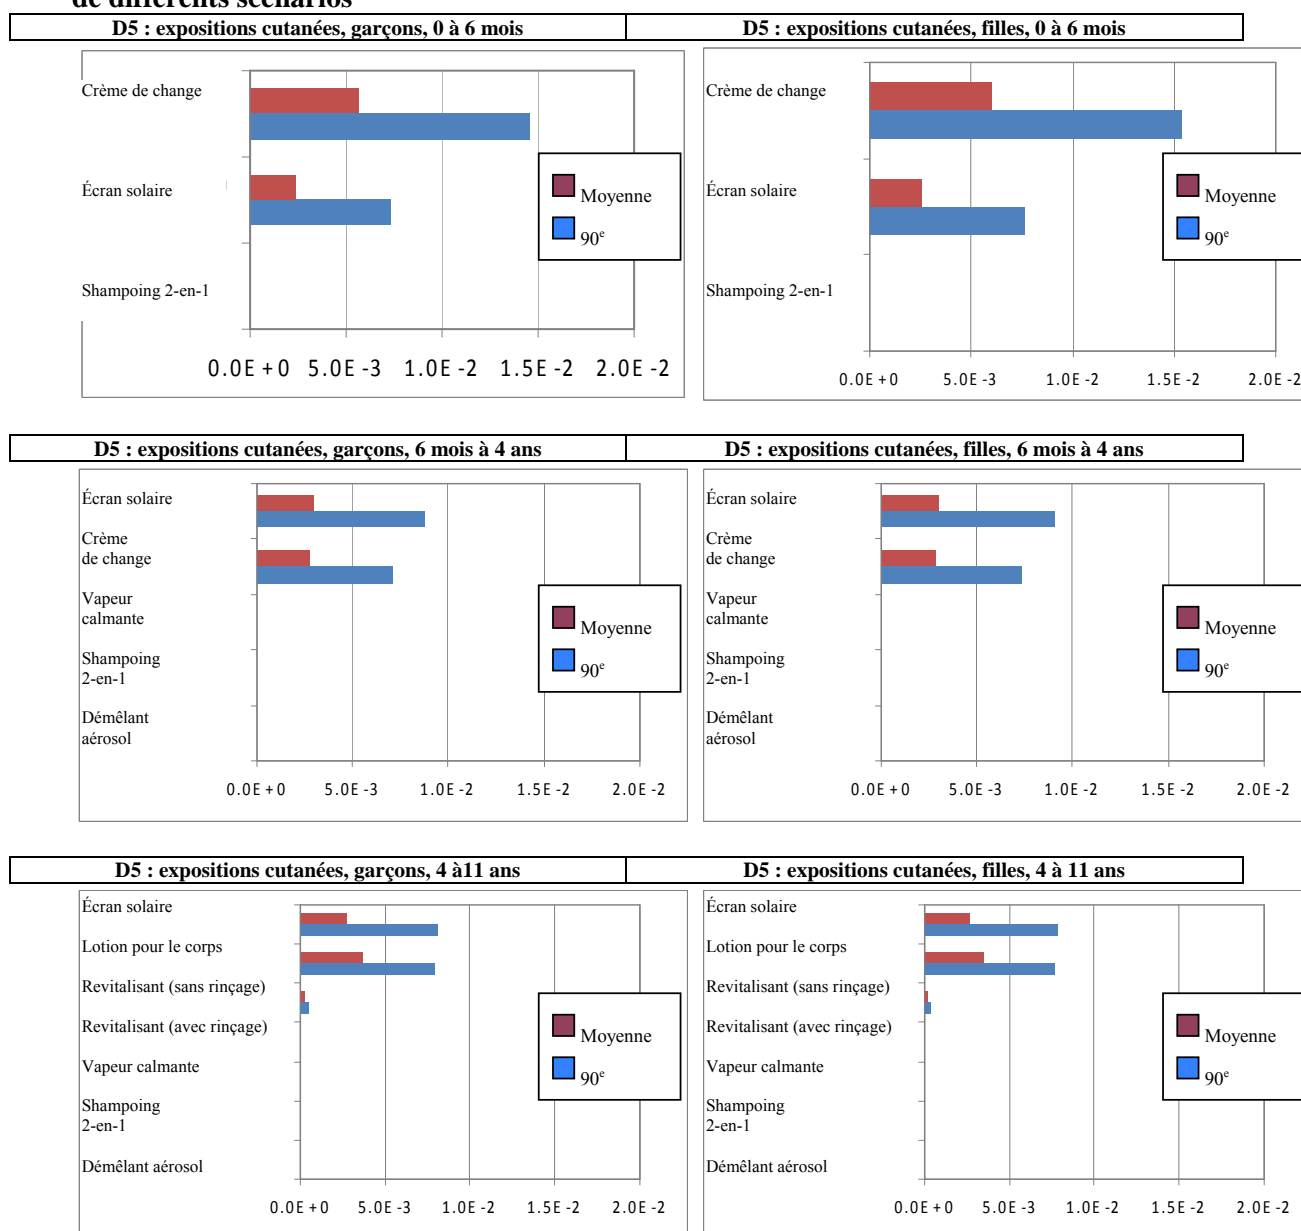 de différents scénarios
D5 : expositions cutanées, garçons, 0 à 6 mois
D5 : expositions cutanées, filles, 0 à 6 mois
Crème de change
Écran solaire
Shampoing 2-en-1
Moyenne
90e
0.0E+0 5.0E-3 1.0E-2 1.5E-2 2.0E-2
Crème de change
Écran solaire
Shampoing 2-en-1
Moyenne
90e
0.0E+0 5.0E-3 1.0E-2 1.5E-2 2.0E-2
D5 : expositions cutanées, garçons, 6 mois à 4 ans
D5 : expositions cutanées, filles, 6 mois à 4 ans
Écran solaire
Crème
de change
Vapeur
calmante
Shampoing
2-en-1
Démêlant
aérosol
Moyenne
90e
0.0E+0 5.0E-3 1.0E-2 1.5E-2 2.0E-2
Écran solaire
Crème
de change
Vapeur
calmante
Shampoing
2-en-1
Démêlant
aérosol
Moyenne
90e
0.0E+0 5.0E-3 1.0E-2 1.5E-2 2.0E-2
D5 : expositions cutanées, garçons, 4 à11 ans
D5 : expositions cutanées, filles, 4 à 11 ans
Écran solaire
Lotion pour le corps
Revitalisant (sans rinçage)
Revitalisant (avec rinçage)
Vapeur calmante
Shampoing
2-en-1
Démêlant aérosol
Moyenne
90e
0.0E+0 5.0E-3 1.0E-2 1.5E-2 2.0E-2
Écran solaire
Lotion pour le corps
Revitalisant (sans rinçage)
Revitalisant (avec rinçage)
Vapeur calmante
Shampoing
2-en-1
Démêlant aérosol
Moyenne
90e
0.0E+0 5.0E-3 1.0E-2 1.5E-2 2.0E-2